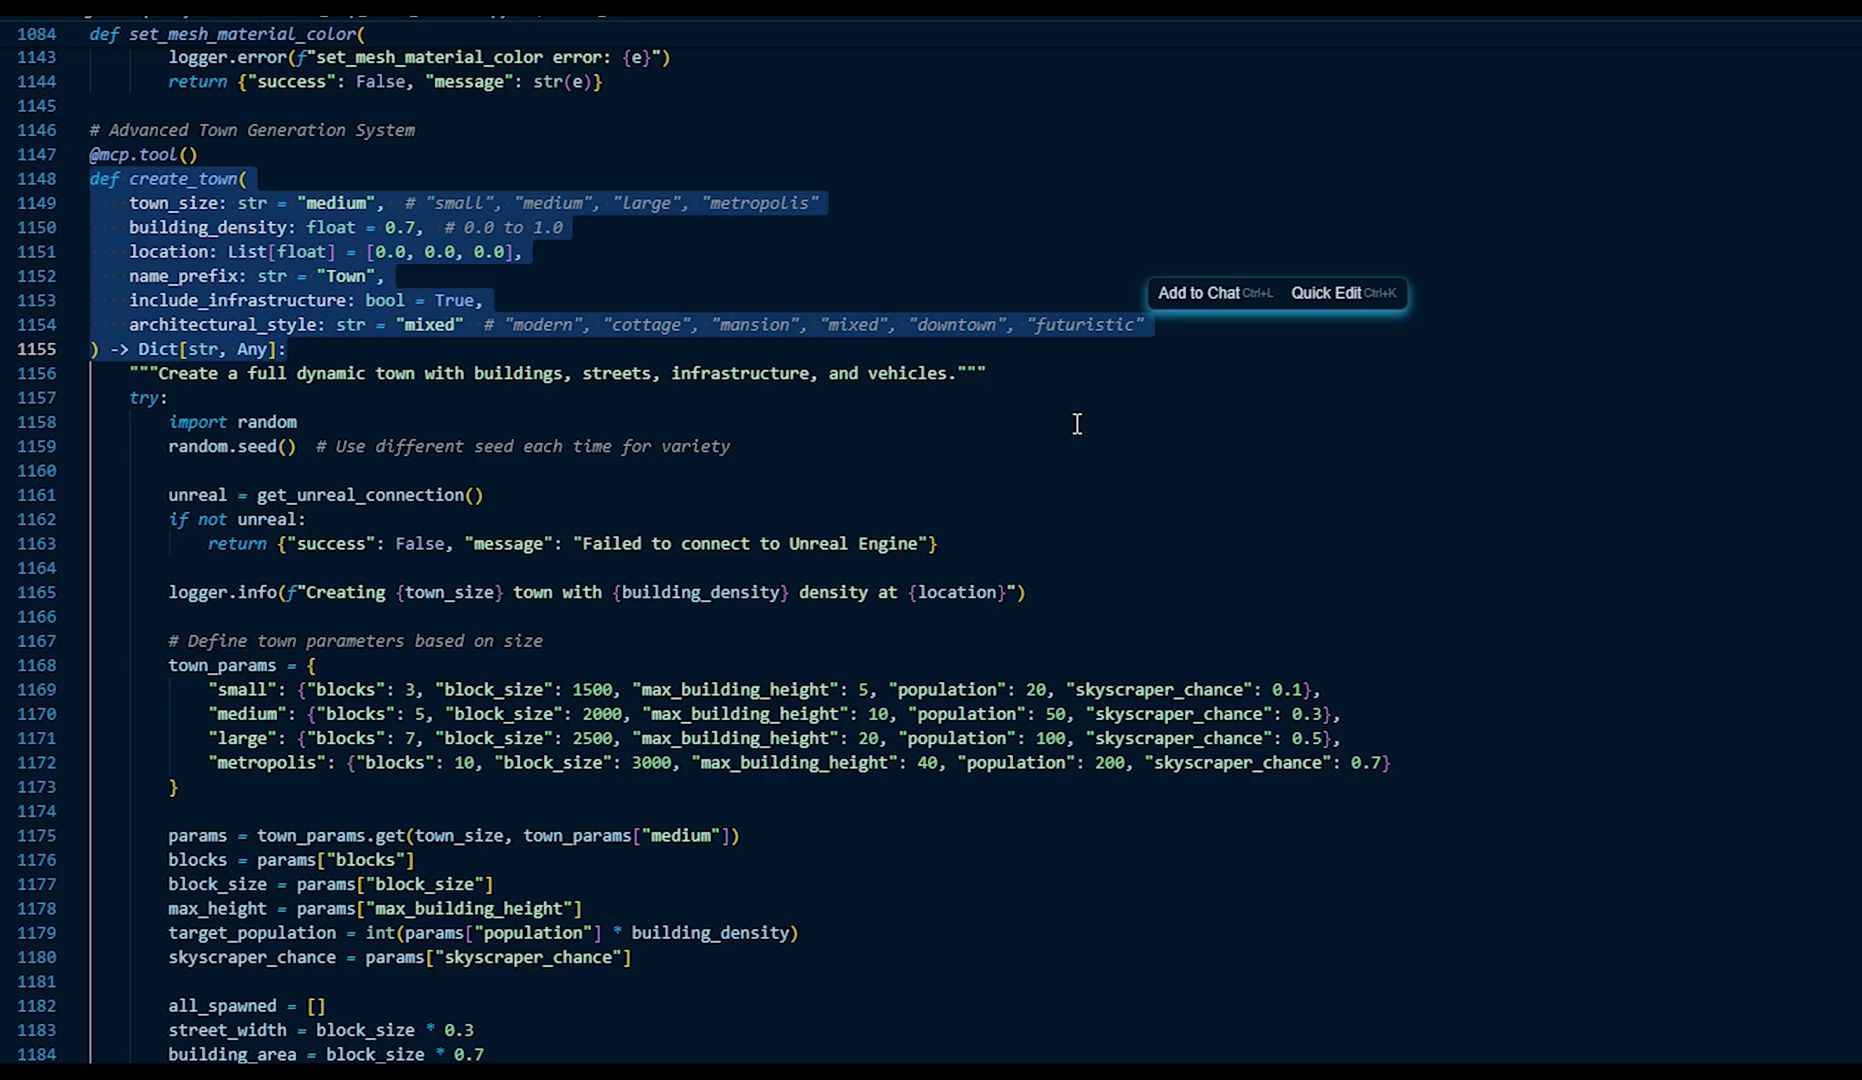 1084 def set_mesh_material_color(
1143 logger.error(f"set_mesh_material_color error: {e}")
1144 return {"success": False, "message": str(e)}
1145
1146 # Advanced Town Generation System
1147 @mcp.tool()
1148 def create_town(
1149 town_size: str = "medium", # "small", "medium", "large", "metropolis"
1150 building_density: float = 0.7, # 0.0 to 1.0
1151 location: List[float] = [0.0, 0.0, 0.0],
1152 name_prefix: str = "Town",
1153 include_infrastructure: bool = True,
Add to Chat Ctrl+L Quick Edit Ctrl+K
1154 architectural_style: str = "mixed" # "modern", "cottage", "mansion", "mixed", "downtown", "futuristic"
1155 ) -> Dict[str, Any]:
1156 """Create a full dynamic town with buildings, streets, infrastructure, and vehicles."""
1157 try:
1158 import random
1159 random.seed() # Use different seed each time for variety
1160
1161 unreal = get_unreal_connection()
1162 if not unreal:
1163 return {"success": False, "message": "Failed to connect to Unreal Engine"}
1164
1165 logger.info(f"Creating {town_size} town with {building_density} density at {location}")
1166
1167 # Define town parameters based on size
1168 town_params = {
1169 "small": {"blocks": 3, "block_size": 1500, "max_building_height": 5, "population": 20, "skyscraper_chance": 0.1},
1170 "medium": {"blocks": 5, "block_size": 2000, "max_building_height": 10, "population": 50, "skyscraper_chance": 0.3},
1171 "large": {"blocks": 7, "block_size": 2500, "max_building_height": 20, "population": 100, "skyscraper_chance": 0.5},
1172 "metropolis": {"blocks": 10, "block_size": 3000, "max_building_height": 40, "population": 200, "skyscraper_chance": 0.7}
1173 }
1174
1175 params = town_params.get(town_size, town_params["medium"])
1176 blocks = params["blocks"]
1177 block_size = params["block_size"]
1178 max_height = params["max_building_height"]
1179 target_population = int(params["population"] * building_density)
1180 skyscraper_chance = params["skyscraper_chance"]
1181
1182 all_spawned = []
1183 street_width = block_size * 0.3
1184 building_area = block_size * 0.7